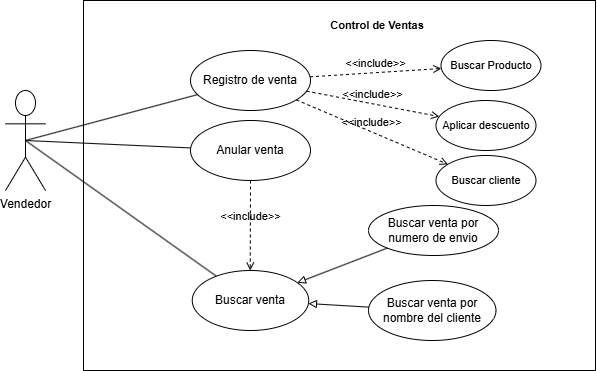 Control de Ventas
<<include>>
Buscar Producto
Registro de venta
<<include>>
Aplicar descuento
<<include>>
Anular venta
Buscar cliente
Vendedor
<<include>>
Buscar venta por
numero de envio
Buscar venta
Buscar venta por
nombre del cliente